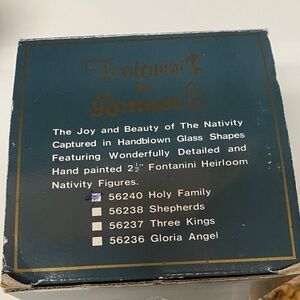 Fontanini
by
Roman
The Joy and Beauty of The Nativity
Captured in Handblown Glass Shapes
Featuring Wonderfully Detailed and
Hand painted 2½" Fontanini Heirloom
Nativity Figures.
56240 Holy Family
56238 Shepherds
56237 Three Kings
56236 Gloria Angel